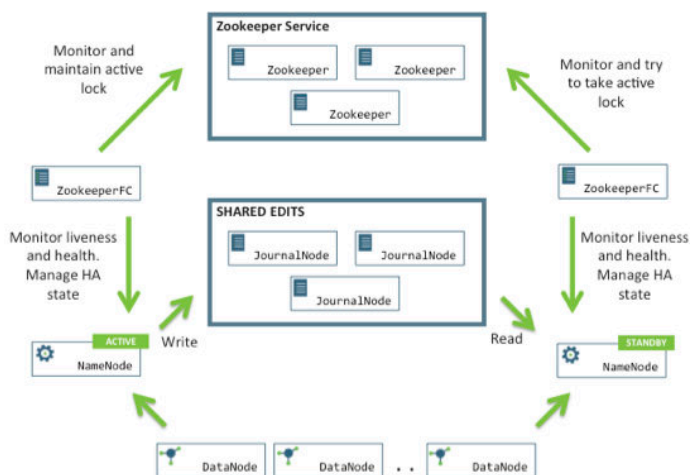 Zookeeper Service
Monitor and
maintain active
lock
Zookeeper
Zookeeper
Zookeeper
Monitor and try
to take active
lock
ZookeeperFC
ZookeeperFC
SHARED EDITS
Monitor liveness
and health.
Manage HA
state
JournalNode
JournalNode
JournalNode
Monitor liveness
and health.
Manage HA
state
ACTIVE
NameNode
Write
Read
STANDBY
NameNode
DataNode
DataNode
. .
DataNode